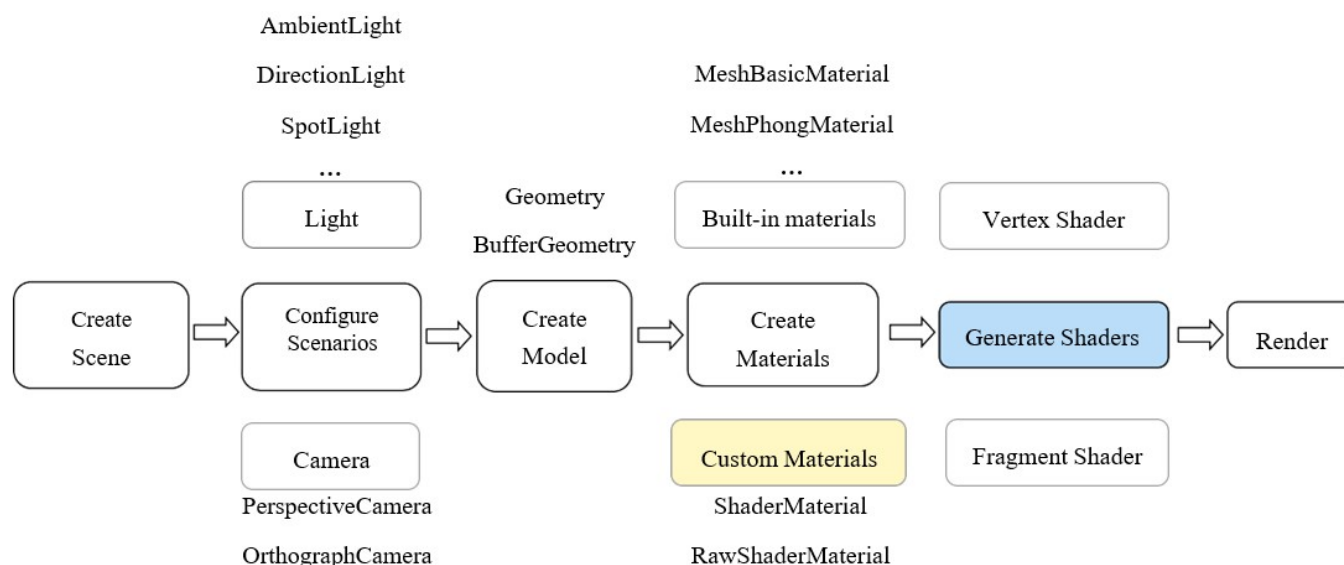 AmbientLight
DirectionLight
SpotLight
...
Light
MeshBasicMaterial
MeshPhongMaterial
...
Built-in materials
Geometry
BufferGeometry
Vertex Shader
Create
Scene
Configure
Scenarios
Create
Model
Create
Materials
Generate Shaders
Render
Camera
PerspectiveCamera
OrthographCamera
Custom Materials
ShaderMaterial
RawShaderMaterial
Fragment Shader